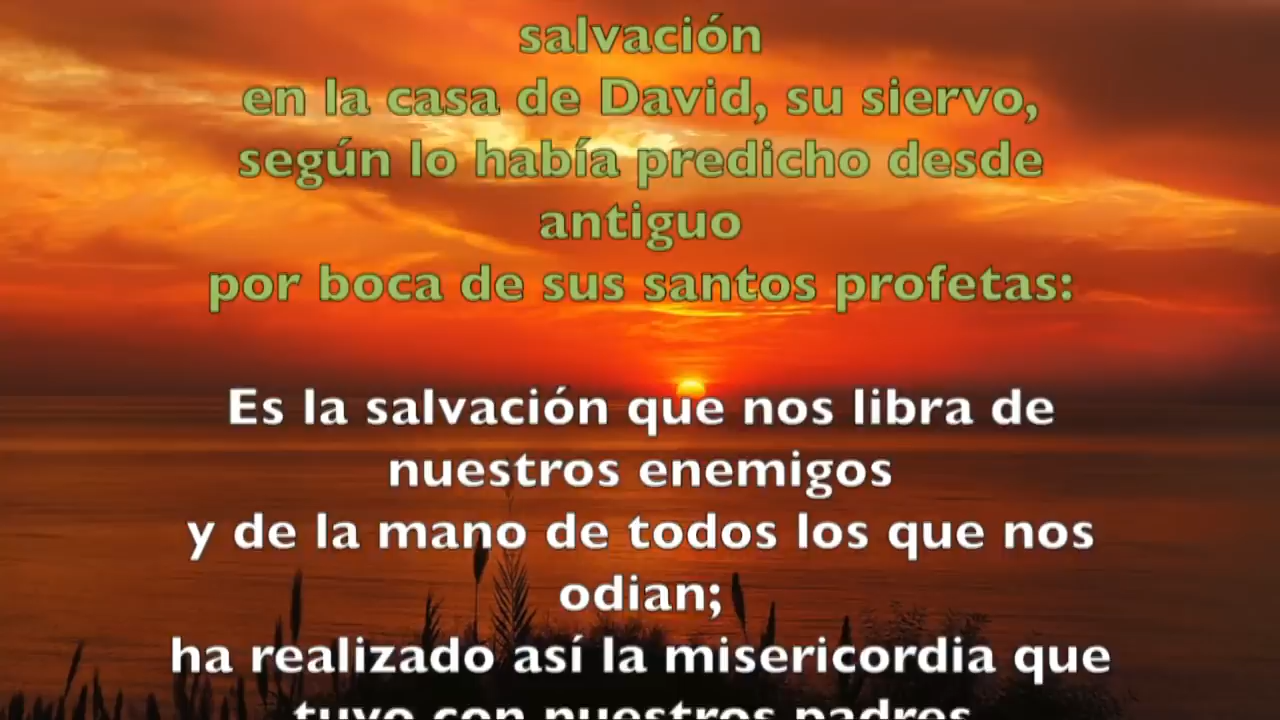 salvación
en la casa de David, su siervo,
según lo había predicho desde
antiguo
por boca de sus santos profetas:
Es la salvación que nos libra de
nuestros enemigos
y de la mano de todos los que nos
odian;
ha realizado así la misericordia que
tuvo con nuestros padres